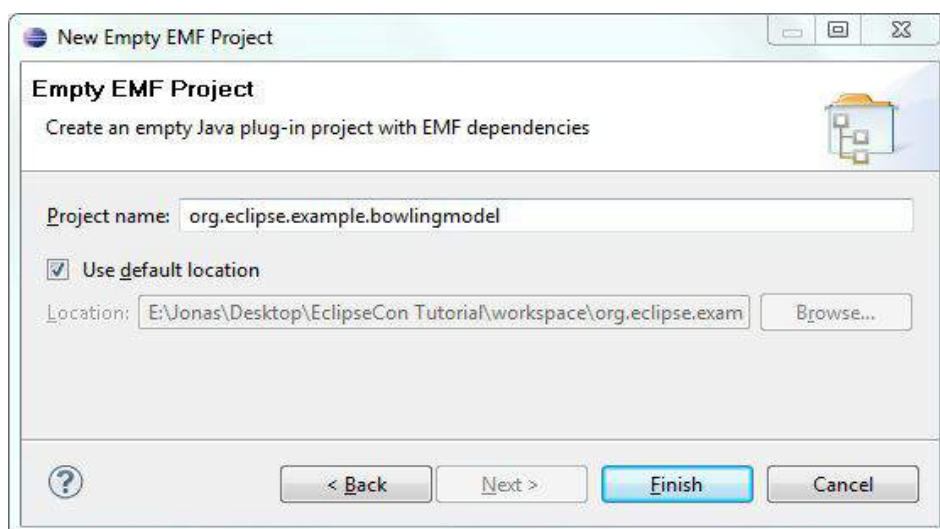 New Empty EMF Project
Empty EMF Project
Create an empty Java plug-in project with EMF dependencies
Project name: org.eclipse.example.bowlingmodel
Use default location
Location: E:\Jonas\Desktop\EclipseCon Tutorial\workspace\org.eclipse.exam Browse...
? < Back Next > Finish Cancel